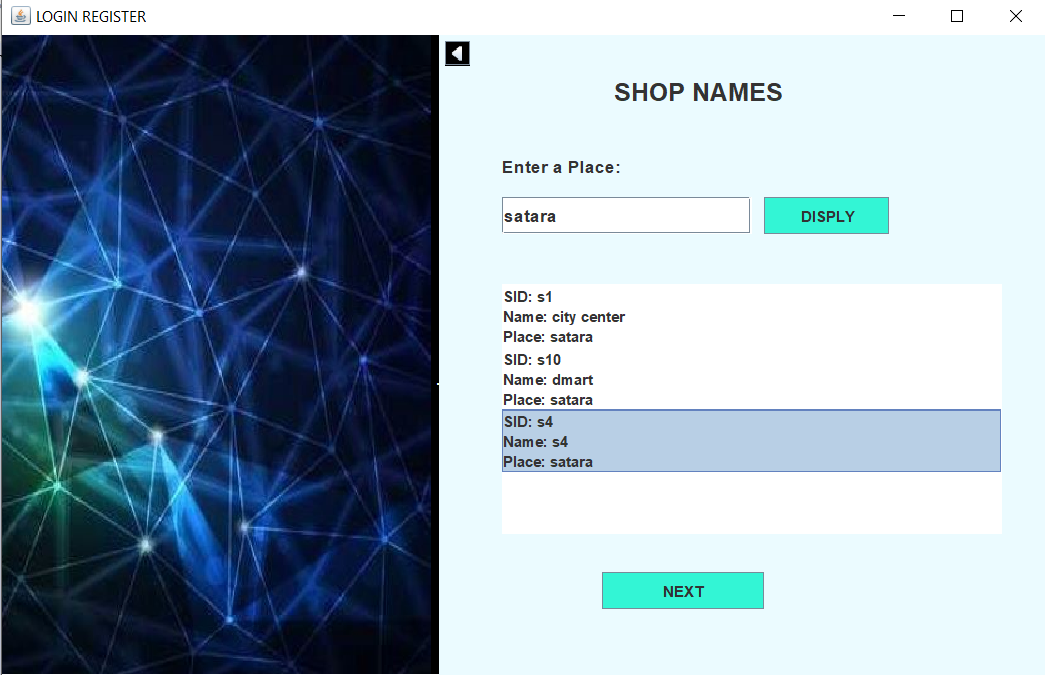 LOGIN REGISTER
SHOP NAMES
Enter a Place:
satara
DISPLY
SID: s1
Name: city center
Place: satara
SID: s10
Name: dmart
Place: satara
SID: s4
Name: s4
Place: satara
NEXT